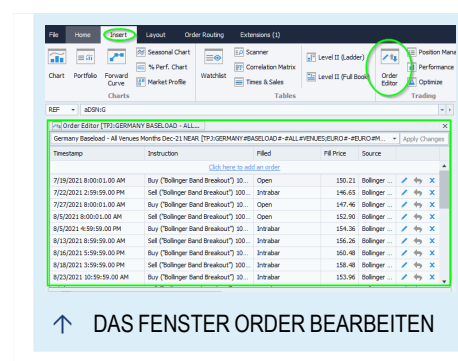 File Home Insert Layout Order Routing Extensions (1)
Seasonal Chart
% Perf. Chart
Market Profile
Chart Portfolio Forward Curve
Charts
Watchlist
Scanner
Correlation Matrix
Times & Sales
Level II (Ladder)
Level II (Full Book)
Tables
Order Editor
Position Mana
Performance
Optimize
Trading
REF aDSN:G
Order Editor [TPJ:GERMANY BASELOAD - ALL...
Germany Baseload - All Venues Months Dec-21 NEAR [TPJ:GERMANY#BASELOAD#-#ALL#VENUES;EURO#-#EURO#M... Apply Changes
Timestamp Instruction Filled Fill Price Source
Click here to add an order
7/19/2021 8:00:01.00 AM Buy ("Bollinger Band Breakout") 10... Open 150.21 Bollinger ...
7/22/2021 2:59:59.00 PM Sell ("Bollinger Band Breakout") 100... Intrabar 146.65 Bollinger ...
7/27/2021 8:00:01.00 AM Buy ("Bollinger Band Breakout") 10... Open 147.46 Bollinger ...
8/5/2021 8:00:01.00 AM Sell ("Bollinger Band Breakout") 100... Open 152.90 Bollinger ...
8/5/2021 4:59:59.00 PM Buy ("Bollinger Band Breakout") 10... Intrabar 154.36 Bollinger ...
8/13/2021 8:59:59.00 AM Sell ("Bollinger Band Breakout") 100... Intrabar 156.26 Bollinger ...
8/16/2021 5:59:59.00 PM Buy ("Bollinger Band Breakout") 10... Intrabar 160.48 Bollinger ...
8/18/2021 3:59:59.00 PM Sell ("Bollinger Band Breakout") 100... Intrabar 158.48 Bollinger ...
8/23/2021 10:59:59.00 AM Buy ("Bollinger Band Breakout") 10... Intrabar 153.96 Bollinger ...
↑ DAS FENSTER ORDER BEARBEITEN